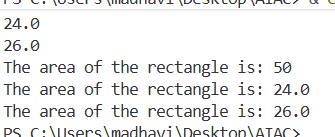 PS C:\Users\madhavi\Desktop\AIAC> & C
24.0
26.0
The area of the rectangle is: 50
The area of the rectangle is: 24.0
The area of the rectangle is: 26.0
PS C:\Users\madhavi\Desktop\AIAC>